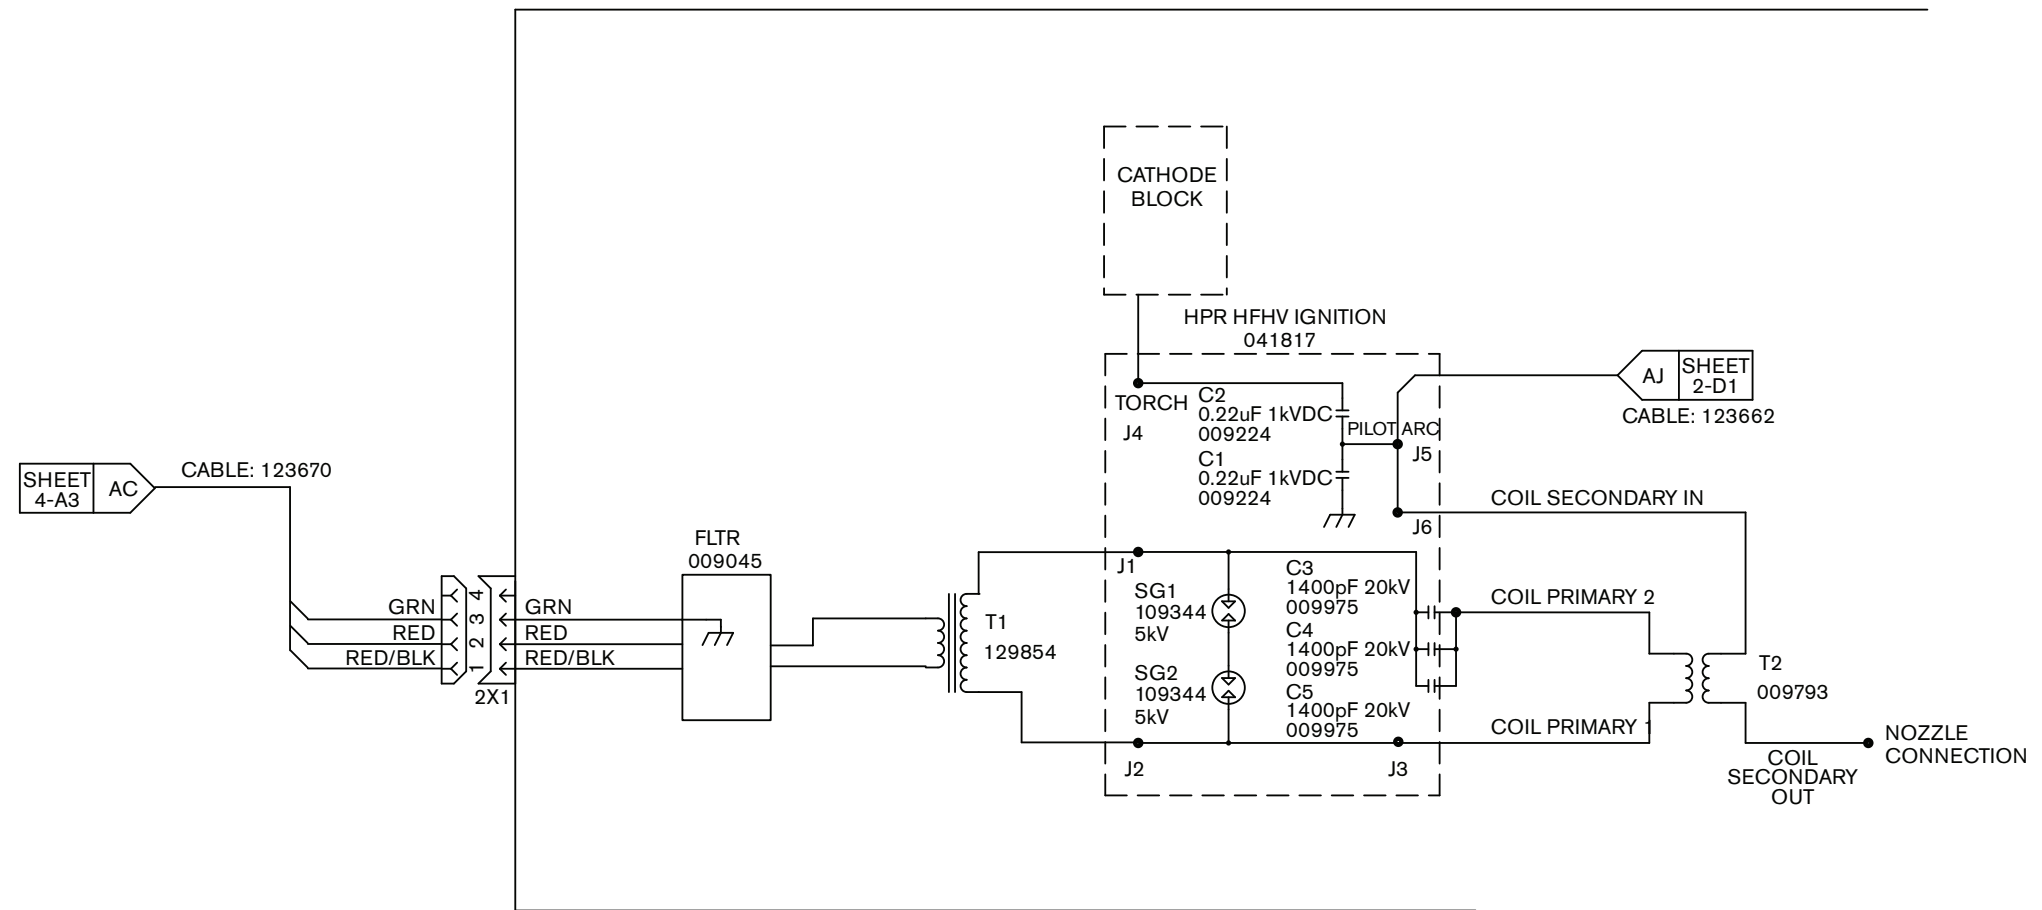 CATHODE
BLOCK
HPR HFHV IGNITION
041817
AJ
SHEET
2-D1
CABLE: 123662
TORCH
J4
C2
0.22uF 1kVDC
009224
PILOT ARC
J5
C1
0.22uF 1kVDC
009224
J6
COIL SECONDARY IN
SHEET
4-A3
AC
CABLE: 123670
FLTR
009045
GRN
RED
RED/BLK
4
3
2
1
2X1
GRN
RED
RED/BLK
T1
129854
J1
SG1
109344
5kV
SG2
109344
5kV
J2
C3
1400pF 20kV
009975
C4
1400pF 20kV
009975
C5
1400pF 20kV
009975
J3
COIL PRIMARY 2
COIL PRIMARY 1
T2
009793
COIL
SECONDARY
OUT
NOZZLE
CONNECTION